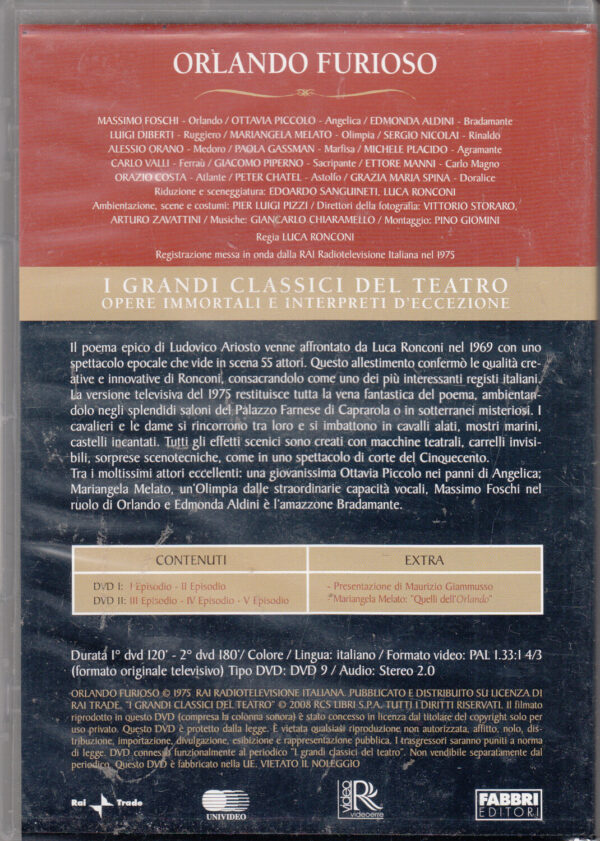 ORLANDO FURIOSO
MASSIMO FOSCHI - Orlando / OTTAVIA PICCOLO - Angelica / EDMONDA ALDINI - Bradamante
LUIGI DIBERTI - Ruggiero / MARIANGELA MELATO - Olimpia / SERGIO NICOLAI - Rinaldo
ALESSIO ORANO - Medoro / PAOLA GASSMAN - Marfisa / MICHELE PLACIDO - Agramante
CARLO VALLI - Ferraù / GIACOMO PIPERNO - Sacripante / ETTORE MANNI - Carlo Magno
ORAZIO COSTA - Atlante / PETER CHATEL - Astolfo / GRAZIA MARIA SPINA - Doralice
Riduzione e sceneggiatura: EDOARDO SANGUINETI, LUCA RONCONI
Ambientazione, scene e costumi: PIER LUIGI PIZZI / Direttori della fotografia: VITTORIO STORARO,
ARTURO ZAVATTINI / Musiche: GIANCARLO CHIARAMELLO / Montaggio: PINO GIOMINI
Regia LUCA RONCONI
Registrazione messa in onda dalla RAI Radiotelevisione Italiana nel 1975
I GRANDI CLASSICI DEL TEATRO
OPERE IMMORTALI E INTERPRETI D'ECCEZIONE
Il poema epico di Ludovico Ariosto venne affrontato da Luca Ronconi nel 1969 con uno
spettacolo epocale che vide in scena 55 attori. Questo allestimento confermò le qualità cre-
ative e innovative di Ronconi, consacrandolo come uno dei più interessanti registi italiani.
La versione televisiva del 1975 restituisce tutta la vena fantastica del poema, ambientan-
dolo negli splendidi saloni del Palazzo Farnese di Caprarola o in sotterranei misteriosi. I
cavalieri e le dame si rincorrono tra loro e si imbattono in cavalli alati, mostri marini,
castelli incantati. Tutti gli effetti scenici sono creati con macchine teatrali, carrelli invisi-
bili, sorprese scenotecniche, come in uno spettacolo di corte del Cinquecento.
Tra i moltissimi attori eccellenti: una giovanissima Ottavia Piccolo nei panni di Angelica;
Mariangela Melato, un'Olimpia dalle straordinarie capacità vocali, Massimo Foschi nel
ruolo di Orlando e Edmonda Aldini è l'amazzone Bradamante.
CONTENUTI
EXTRA
DVD I: I Episodio - II Episodio
DVD II: III Episodio - IV Episodio - V Episodio
- Presentazione di Maurizio Giammusso
- Mariangela Melato: "Quelli dell'Orlando"
Durata 1° dvd 120' - 2° dvd 180'/ Colore / Lingua: italiano / Formato video: PAL 1.33:1 4/3
(formato originale televisivo) Tipo DVD: DVD 9 / Audio: Stereo 2.0
ORLANDO FURIOSO © 1975 RAI RADIOTELEVISIONE ITALIANA. PUBBLICATO E DISTRIBUITO SU LICENZA DI
RAI TRADE. "I GRANDI CLASSICI DEL TEATRO" © 2008 RCS LIBRI S.P.A. TUTTI I DIRITTI RISERVATI. Il filmato
riprodotto in questo DVD (compresa la colonna sonora) è stato concesso in licenza dal titolare del copyright solo per
uso privato. Questo DVD è protetto dalla legge. È vietata qualsiasi riproduzione non autorizzata, affitto, nolo, dis-
tribuzione, importazione, divulgazione, esibizione e rappresentazione pubblica. I trasgressori saranno puniti a norma
di legge. DVD connesso funzionalmente al periodico "I grandi classici del teatro". Non vendibile separatamente dal
periodico. Questo DVD è fabbricato nella UE. VIETATO IL NOLEGGIO
Rai Trade
UNIVIDEO
video
R
videoerre
FABBRI
EDITORI